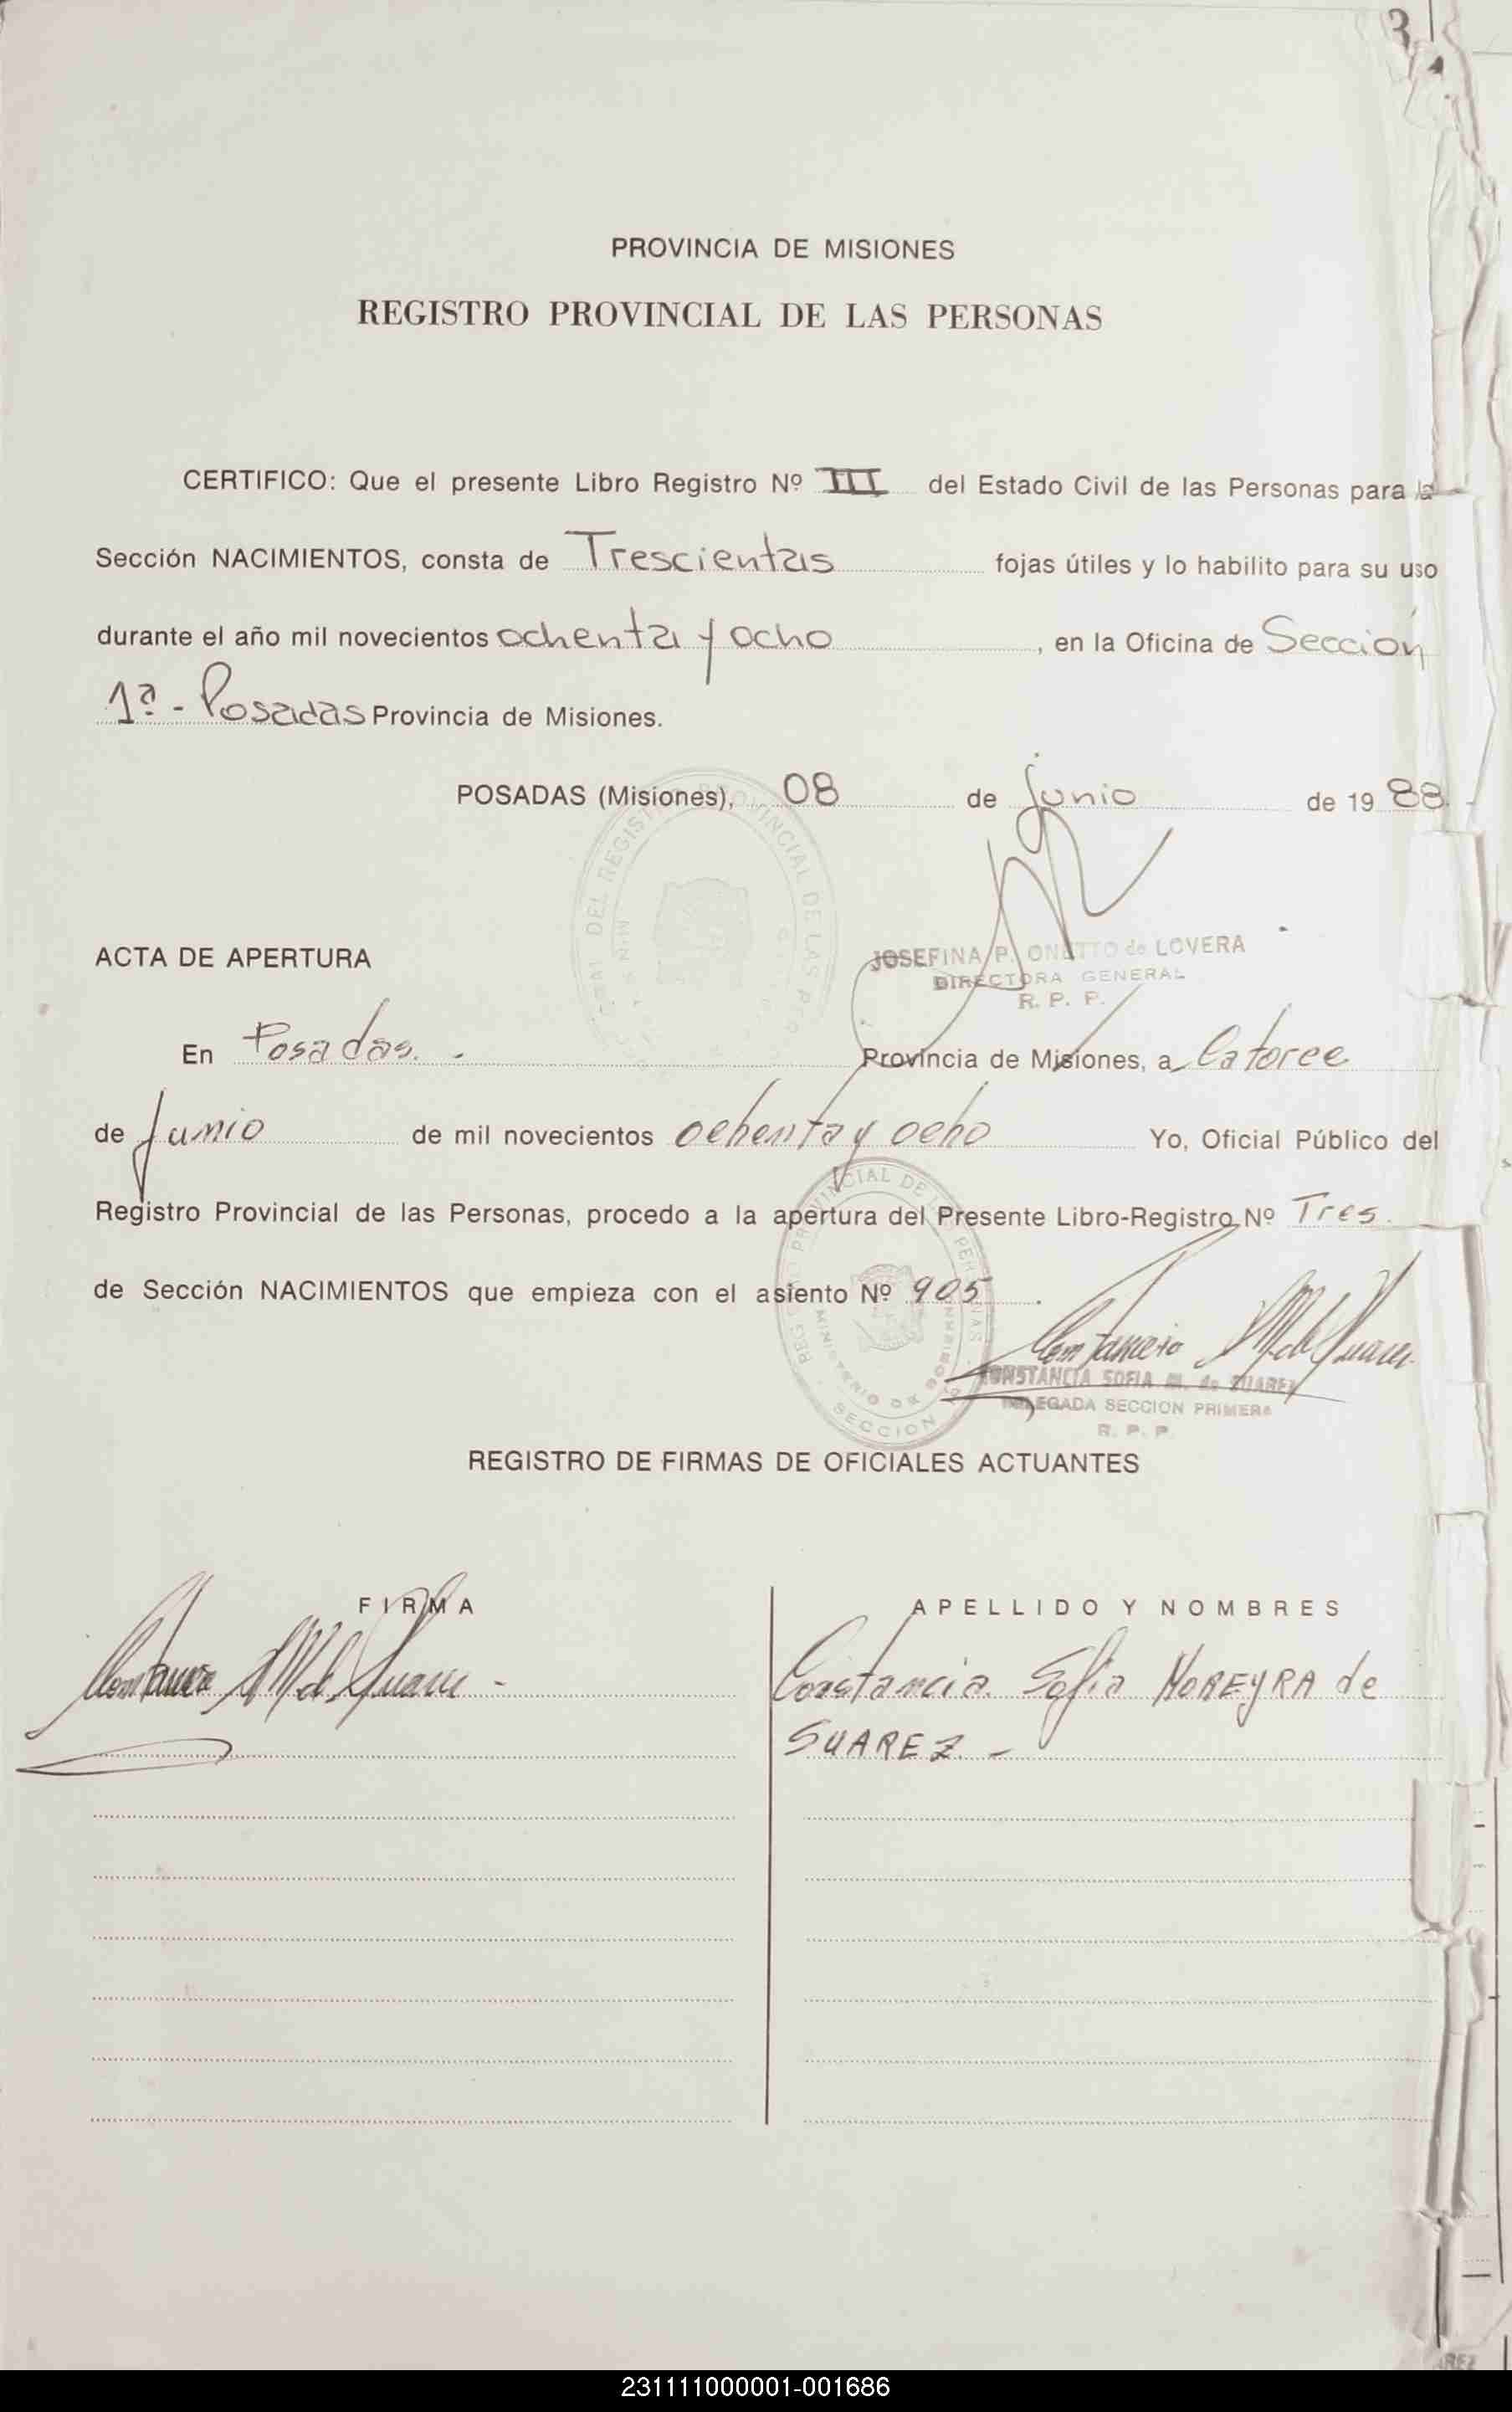 PROVINCIA DE MISIONES
REGISTRO PROVINCIAL DE LAS PERSONAS
CERTIFICO: Que el presente Libro Registro Nº III del Estado Civil de las Personas para la
Sección NACIMIENTOS, consta de Trescientas fojas útiles y lo habilito para su uso
durante el año mil novecientos ochenta y ocho, en la Oficina de Sección
1ª - Posadas Provincia de Misiones.
POSADAS (Misiones), 08 de junio de 1988
JOSEFINA P. ONETTO de LOVERA
DIRECTORA GENERAL
R. P. P.
ACTA DE APERTURA
En Posadas. - Provincia de Misiones, a Catorce
de Junio de mil novecientos ochenta y ocho Yo, Oficial Público del
Registro Provincial de las Personas, procedo a la apertura del Presente Libro-Registro Nº Tres.
de Sección NACIMIENTOS que empieza con el asiento Nº 905.
CONSTANCIA SOFIA M. de SUAREZ
DELEGADA SECCION PRIMERA
R. P. P
REGISTRO DE FIRMAS DE OFICIALES ACTUANTES
FIRMA APELLIDO Y NOMBRES
Constancia Sofia MOREYRA de
SUAREZ. -
231111000001-001686